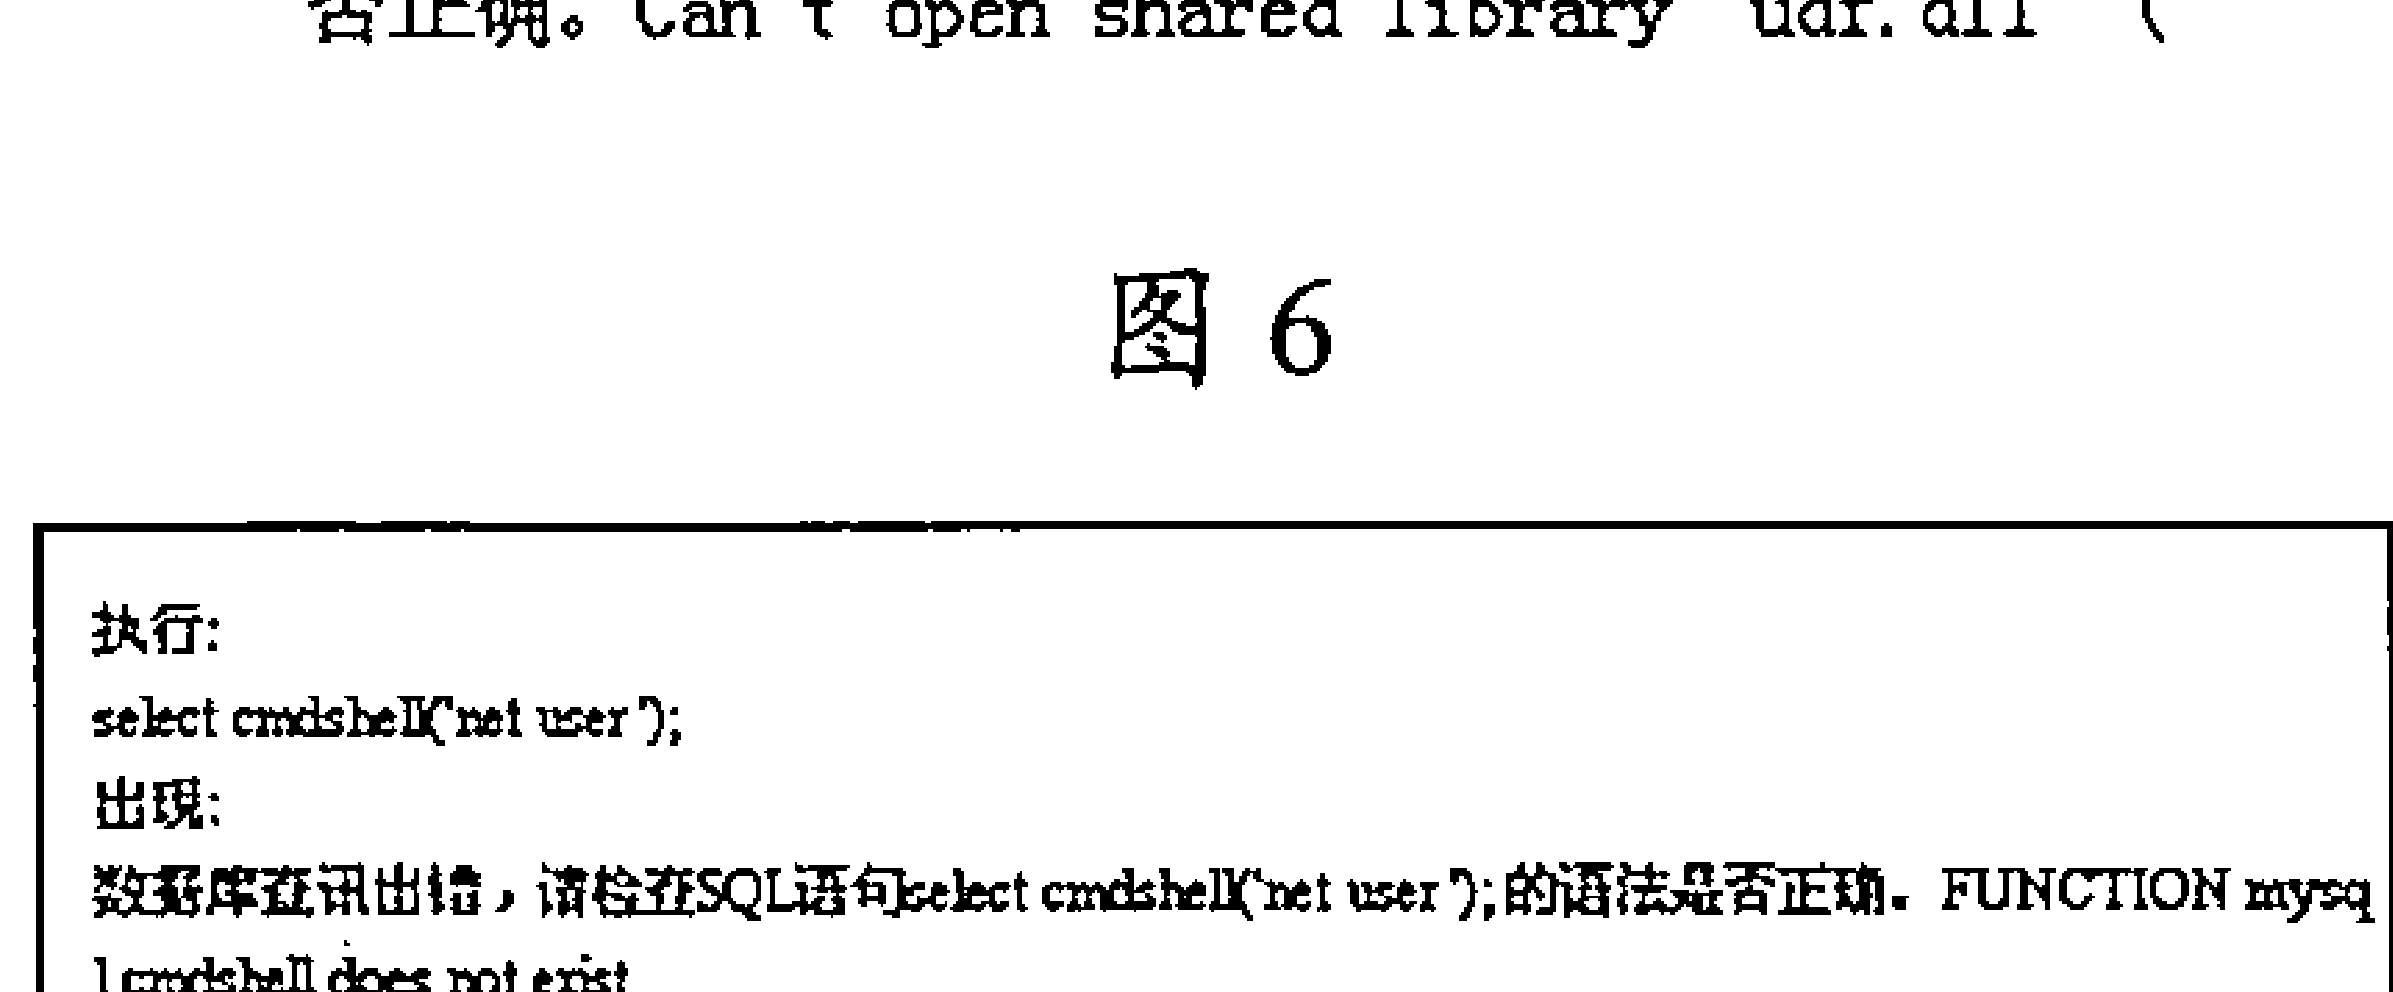 否正确。Can't open shared library 'udf.dll' (
图 6
执行:
select cmdshell('net user ');
出现:
数据库查讯出错，请检查SQL语句select cmdshell('net user ');的语法是否正确. FUNCTION mysq
l cmdshell does not exist